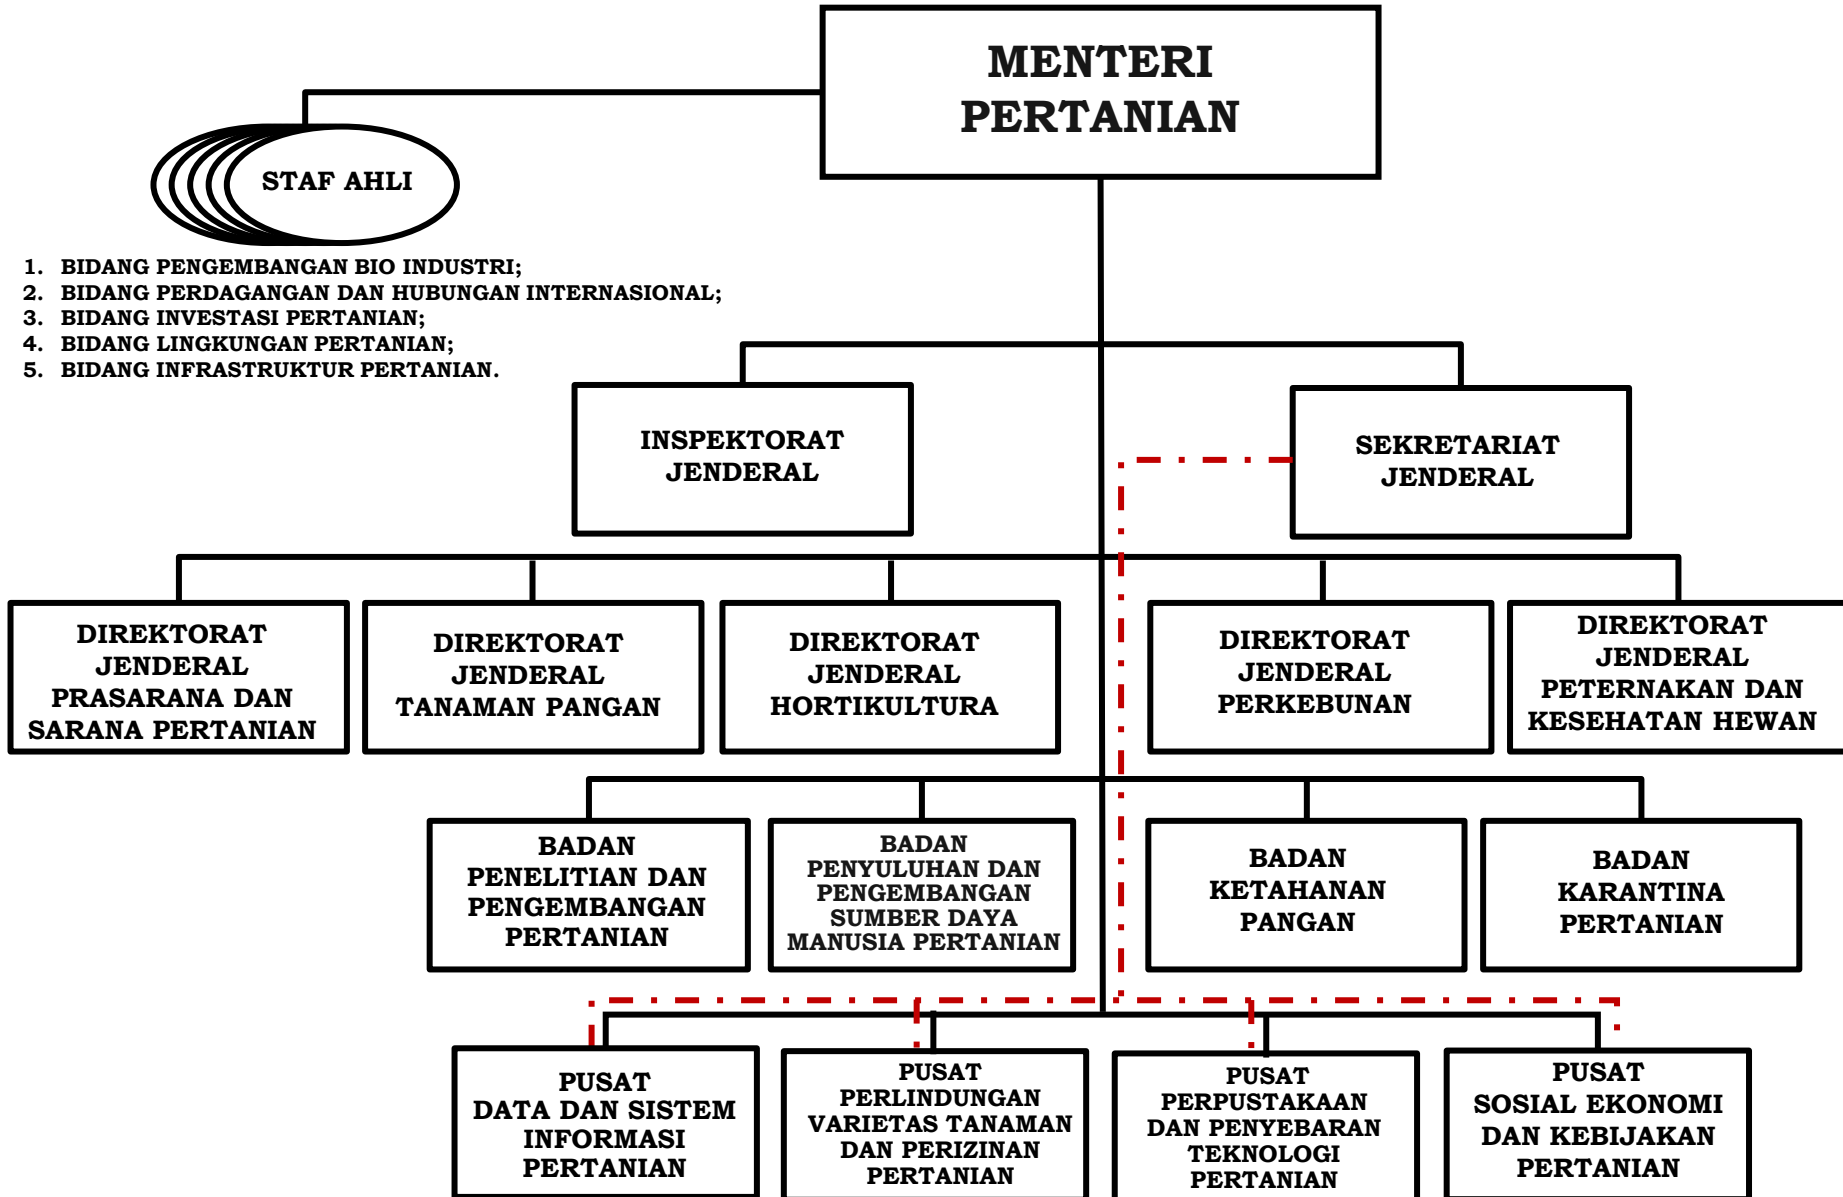 MENTERI
PERTANIAN
STAF AHLI
1. BIDANG PENGEMBANGAN BIO INDUSTRI;
2. BIDANG PERDAGANGAN DAN HUBUNGAN INTERNASIONAL;
3. BIDANG INVESTASI PERTANIAN;
4. BIDANG LINGKUNGAN PERTANIAN;
5. BIDANG INFRASTRUKTUR PERTANIAN.
INSPEKTORAT
JENDERAL
SEKRETARIAT
JENDERAL
DIREKTORAT
JENDERAL
PRASARANA DAN
SARANA PERTANIAN
DIREKTORAT
JENDERAL
TANAMAN PANGAN
DIREKTORAT
JENDERAL
HORTIKULTURA
DIREKTORAT
JENDERAL
PERKEBUNAN
DIREKTORAT
JENDERAL
PETERNAKAN DAN
KESEHATAN HEWAN
BADAN
PENELITIAN DAN
PENGEMBANGAN
PERTANIAN
BADAN
PENYULUHAN DAN
PENGEMBANGAN
SUMBER DAYA
MANUSIA PERTANIAN
BADAN
KETAHANAN
PANGAN
BADAN
KARANTINA
PERTANIAN
PUSAT
DATA DAN SISTEM
INFORMASI
PERTANIAN
PUSAT
PERLINDUNGAN
VARIETAS TANAMAN
DAN PERIZINAN
PERTANIAN
PUSAT
PERPUSTAKAAN
DAN PENYEBARAN
TEKNOLOGI
PERTANIAN
PUSAT
SOSIAL EKONOMI
DAN KEBIJAKAN
PERTANIAN